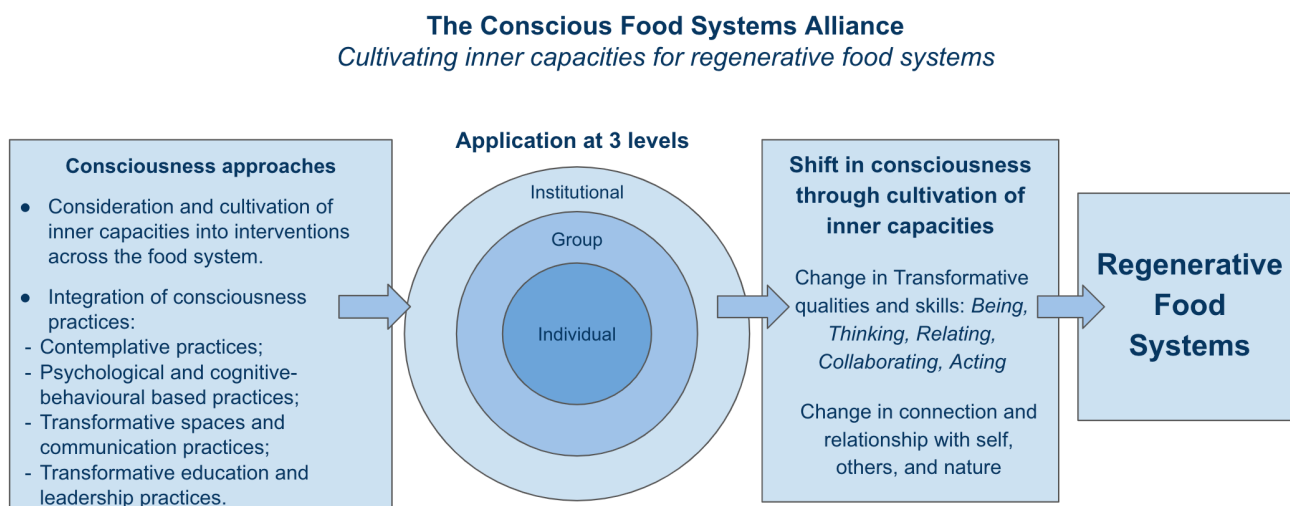 The Conscious Food Systems Alliance
Cultivating inner capacities for regenerative food systems
Consciousness approaches
● Consideration and cultivation of
inner capacities into interventions
across the food system.
● Integration of consciousness
practices:
- Contemplative practices;
- Psychological and cognitive-
behavioural based practices;
- Transformative spaces and
communication practices;
- Transformative education and
leadership practices.
Application at 3 levels
Institutional
Group
Individual
Shift in consciousness
through cultivation of
inner capacities
Change in Transformative
qualities and skills: Being,
Thinking, Relating,
Collaborating, Acting
Change in connection and
relationship with self,
others, and nature
Regenerative
Food
Systems